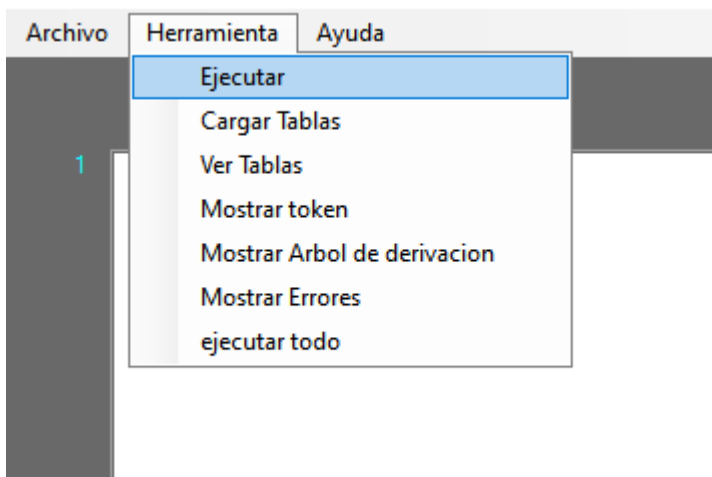 Archivo Herramienta Ayuda
Ejecutar
Cargar Tablas
1
Ver Tablas
Mostrar token
Mostrar Arbol de derivacion
Mostrar Errores
ejecutar todo